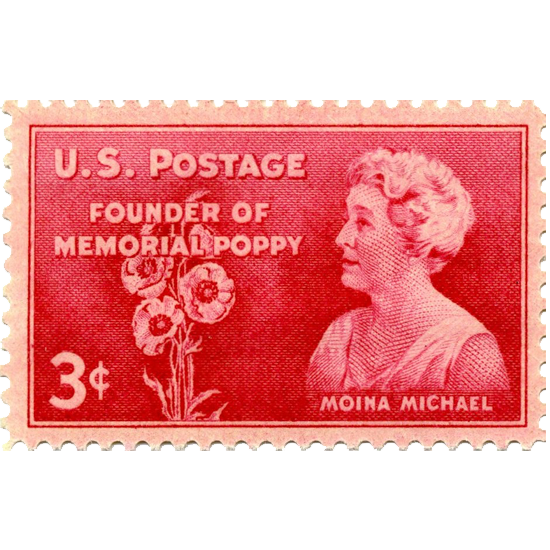 U.S. POSTAGE
FOUNDER OF
MEMORIAL POPPY
3¢
MOINA MICHAEL